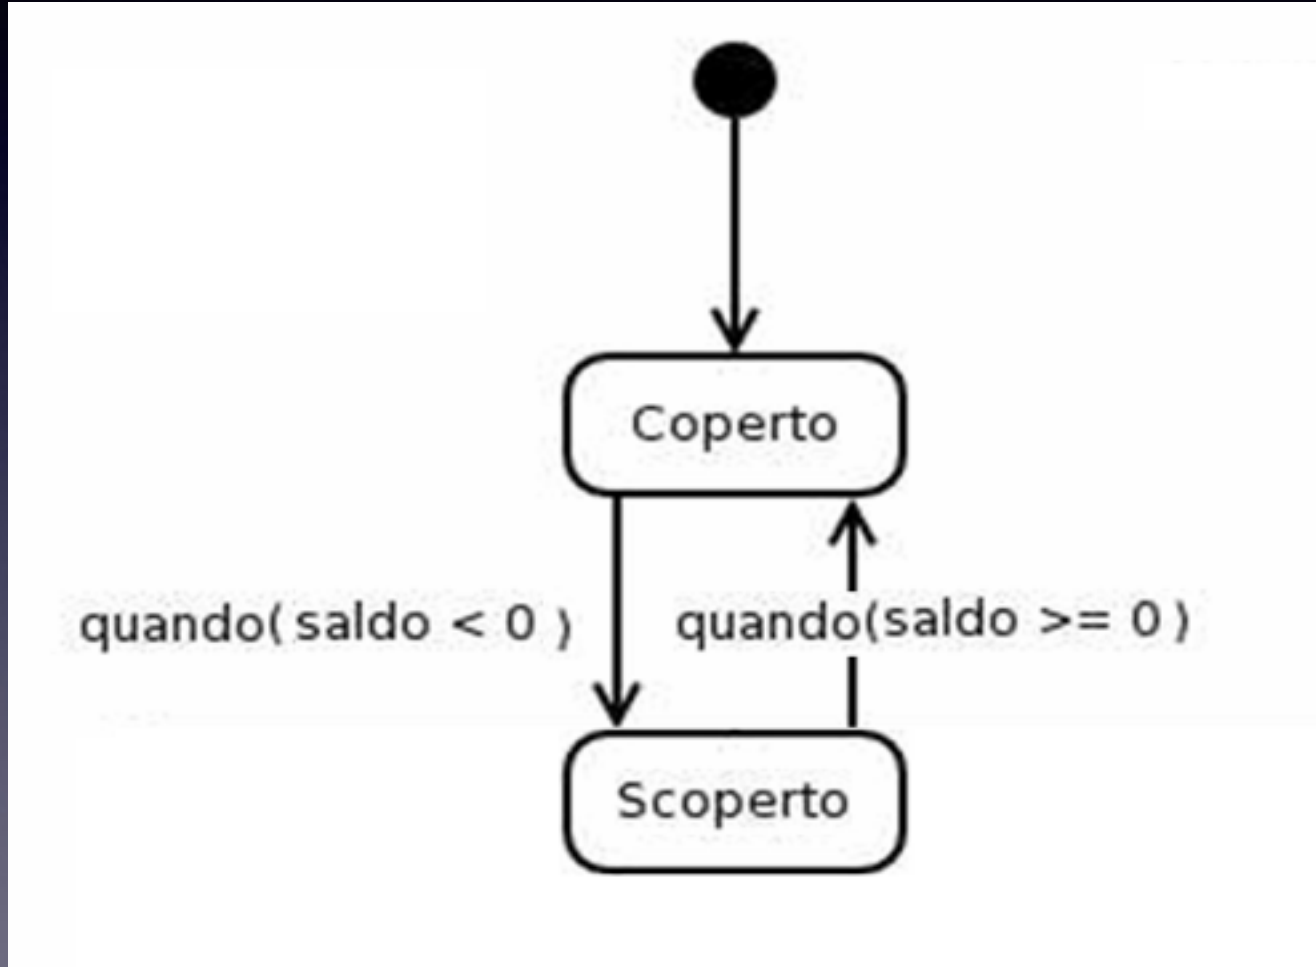 Coperto
quando( saldo < 0 )
quando(saldo >= 0 )
Scoperto